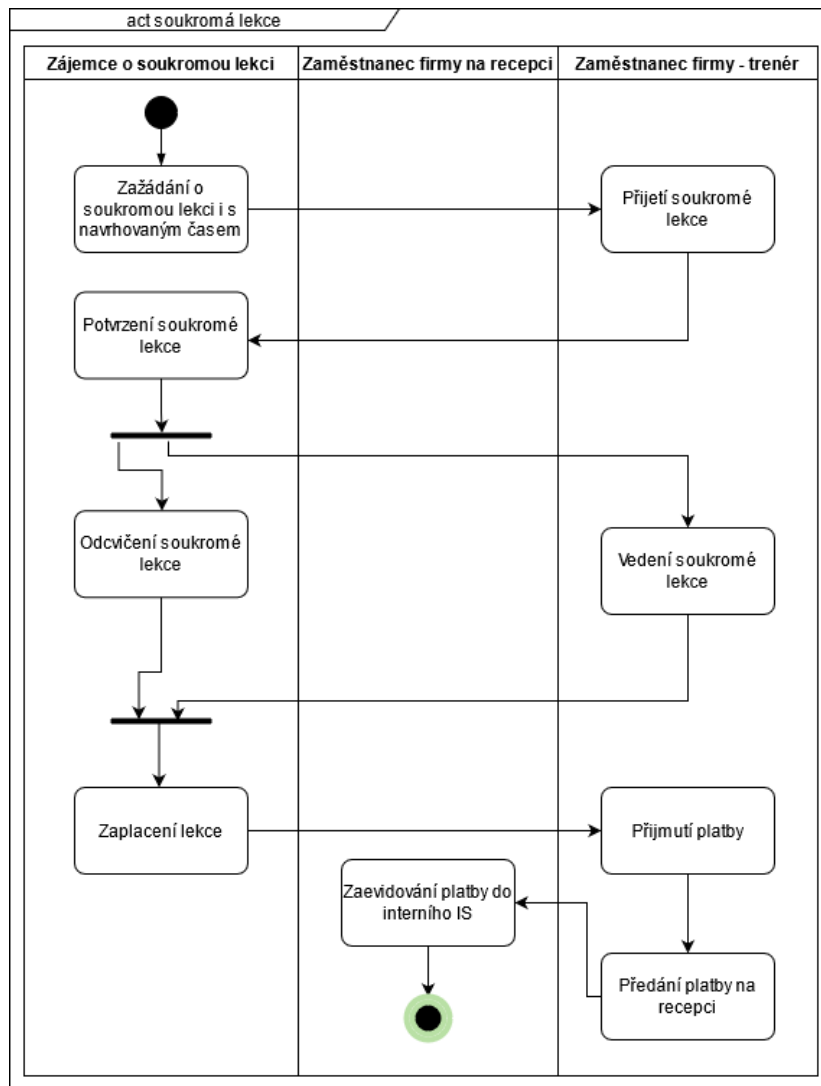 act soukromá lekce
Zájemce o soukromou lekci
Zaměstnanec firmy na recepci
Zaměstnanec firmy - trenér
Zažádání o
soukromou lekci i s
navrhovaným časem
Přijetí soukromé
lekce
Potvrzení soukromé
lekce
Odcvičení soukromé
lekce
Vedení soukromé
lekce
Zaplacení lekce
Přijmutí platby
Zaevidování platby do
interního IS
Předání platby na
recepci